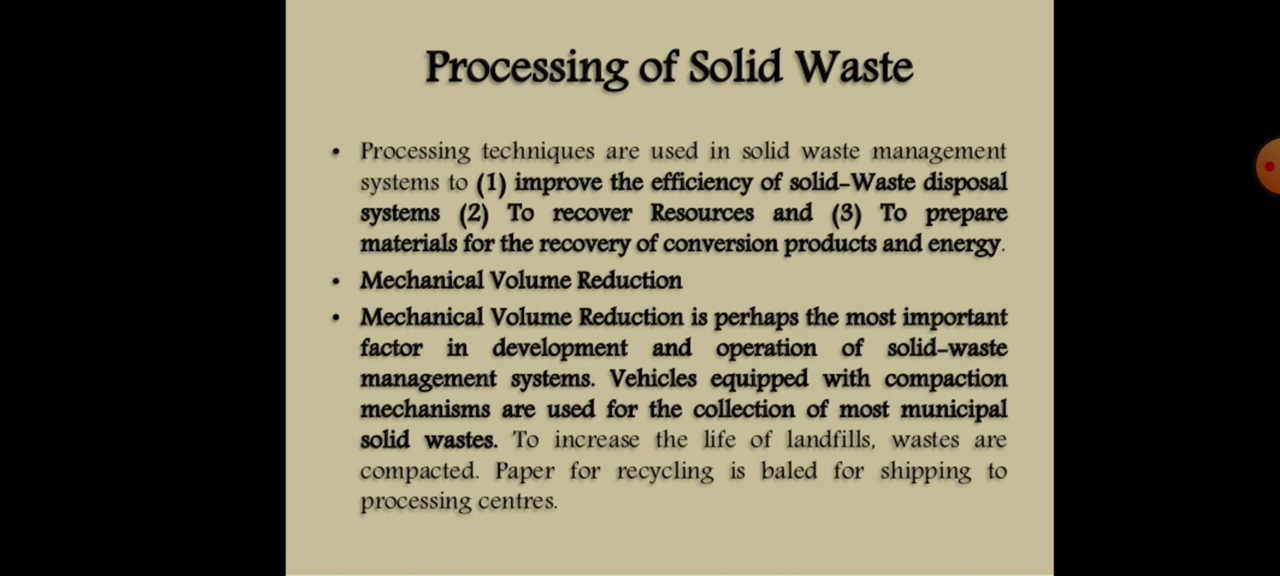 Processing of Solid Waste
• Processing techniques are used in solid waste management
systems to (1) improve the efficiency of solid-Waste disposal
systems (2) To recover Resources and (3) To prepare
materials for the recovery of conversion products and energy.
• Mechanical Volume Reduction
• Mechanical Volume Reduction is perhaps the most important
factor in development and operation of solid-waste
management systems. Vehicles equipped with compaction
mechanisms are used for the collection of most municipal
solid wastes. To increase the life of landfills, wastes are
compacted. Paper for recycling is baled for shipping to
processing centres.